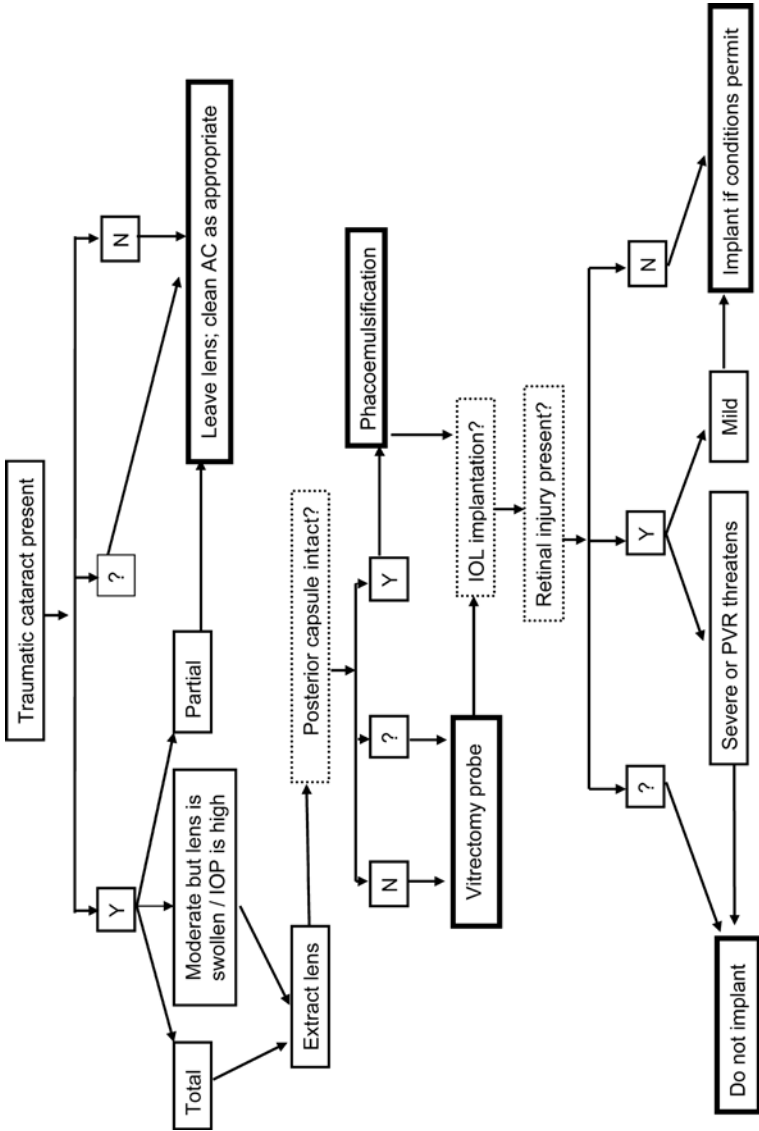 Traumatic cataract present
Y
?
N
Total
Moderate but lens is
swollen / IOP is high
Partial
Leave lens; clean AC as appropriate
Extract lens
Posterior capsule intact?
N
?
Y
Phacoemulsification
Vitrectomy probe
IOL implantation?
Retinal injury present?
?
Y
N
Severe or PVR threatens
Mild
Do not implant
Implant if conditions permit